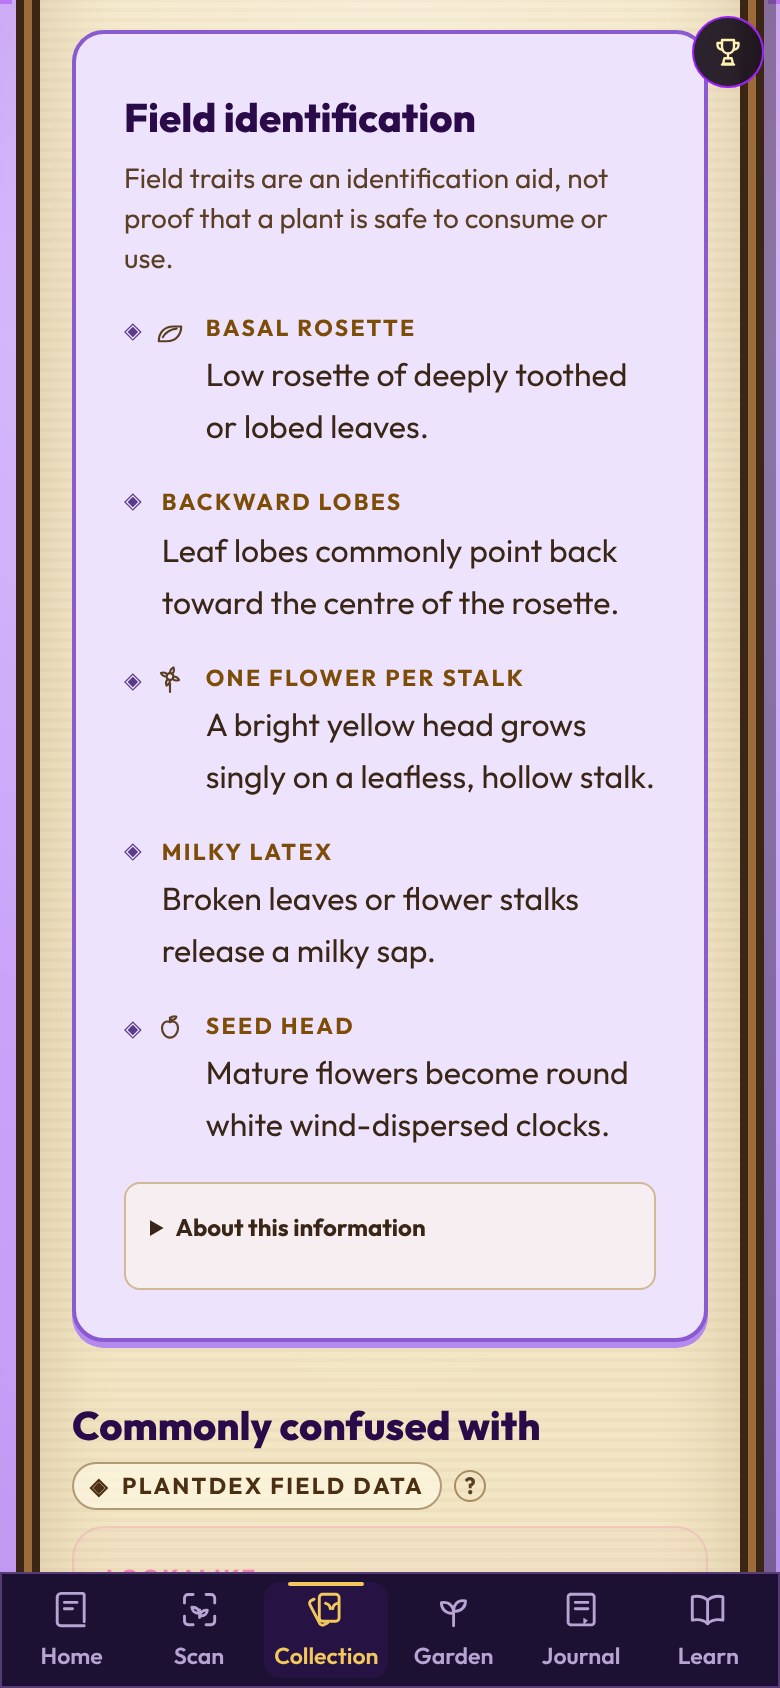 Field identification
Field traits are an identification aid, not
proof that a plant is safe to consume or
use.
BASAL ROSETTE
Low rosette of deeply toothed
or lobed leaves.
BACKWARD LOBES
Leaf lobes commonly point back
toward the centre of the rosette.
ONE FLOWER PER STALK
A bright yellow head grows
singly on a leafless, hollow stalk.
MILKY LATEX
Broken leaves or flower stalks
release a milky sap.
SEED HEAD
Mature flowers become round
white wind-dispersed clocks.
About this information
Commonly confused with
PLANTDEX FIELD DATA ?
Home Scan Collection Garden Journal Learn